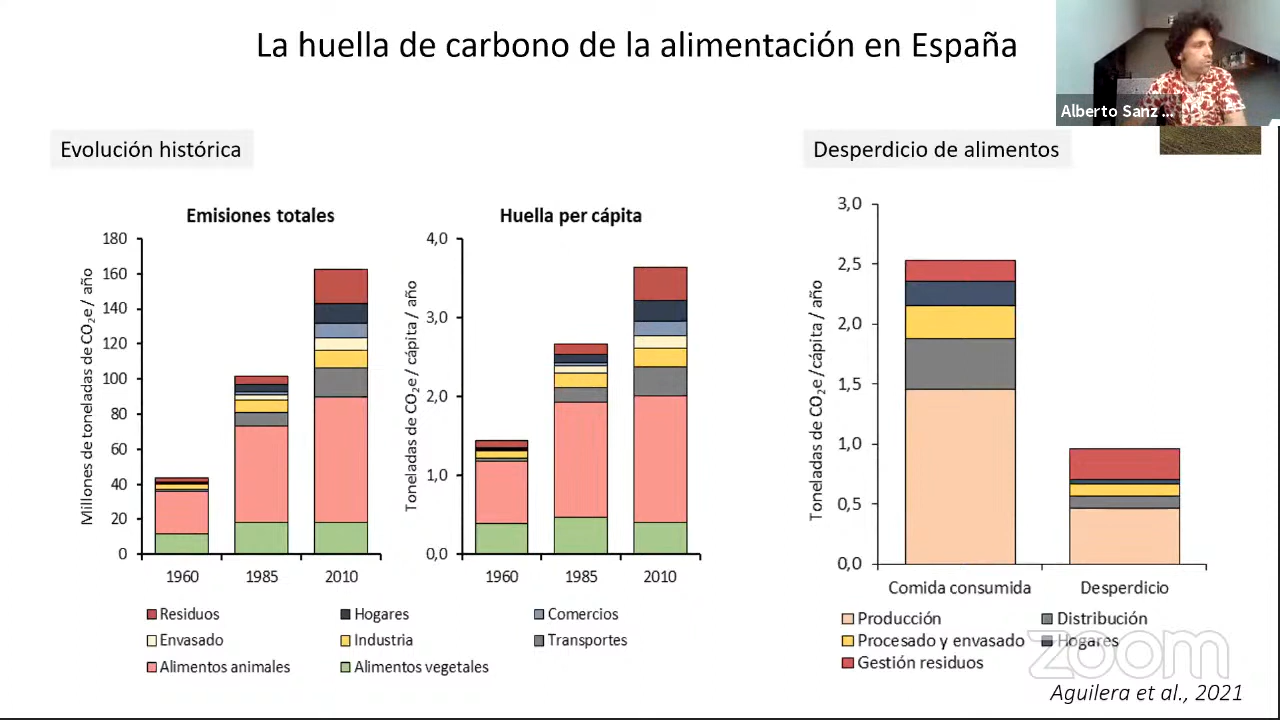 La huella de carbono de la alimentación en España
Alberto Sanz ...
Evolución histórica
Desperdicio de alimentos
Emisiones totales
Huella per cápita
Millones de toneladas de CO2e / año
180
160
140
120
100
80
60
40
20
0
1960
1985
2010
Toneladas de CO2e / cápita / año
4,0
3,0
2,0
1,0
0,0
1960
1985
2010
Residuos
Hogares
Comercios
Envasado
Industria
Transportes
Alimentos animales
Alimentos vegetales
Toneladas de CO2e / cápita / año
3,0
2,5
2,0
1,5
1,0
0,5
0,0
Comida consumida
Desperdicio
Producción
Distribución
Procesado y envasado
Hogares
Gestión residuos
zoom
Aguilera et al., 2021